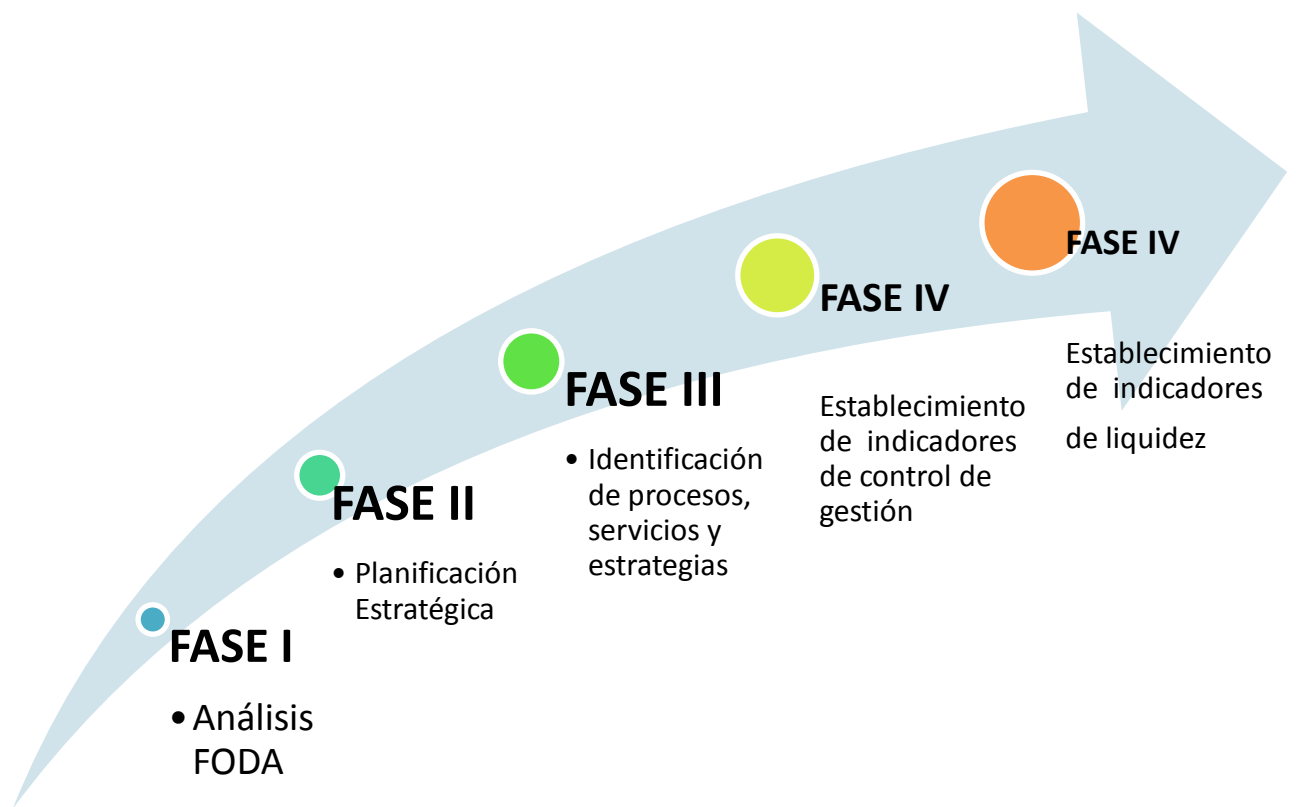 FASE I
• Análisis
FODA
FASE II
• Planificación
Estratégica
FASE III
• Identificación
de procesos,
servicios y
estrategias
FASE IV
Establecimiento
de indicadores
de control de
gestión
FASE IV
Establecimiento
de indicadores
de liquidez